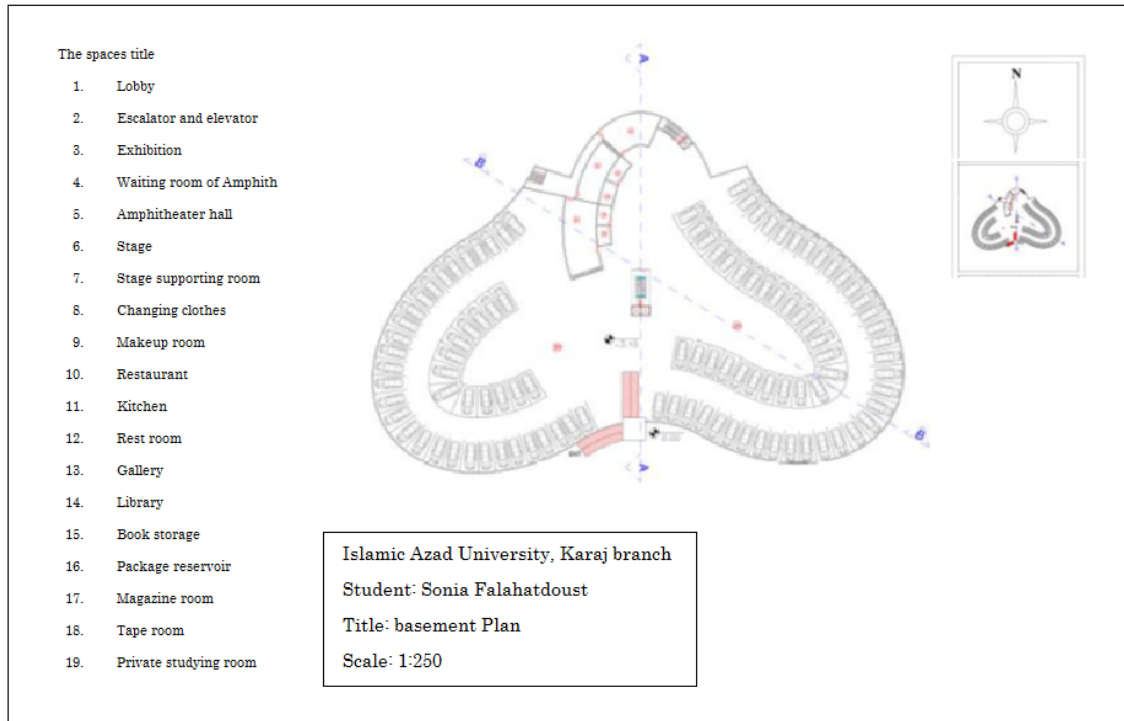 The spaces title
1. Lobby
2. Escalator and elevator
3. Exhibition
4. Waiting room of Amphith
5. Amphitheater hall
6. Stage
7. Stage supporting room
8. Changing clothes
9. Makeup room
10. Restaurant
11. Kitchen
12. Rest room
13. Gallery
14. Library
15. Book storage
16. Package reservoir
17. Magazine room
18. Tape room
19. Private studying room
A
B
B
A
N
Islamic Azad University, Karaj branch
Student: Sonia Falahatdoust
Title: basement Plan
Scale: 1:250